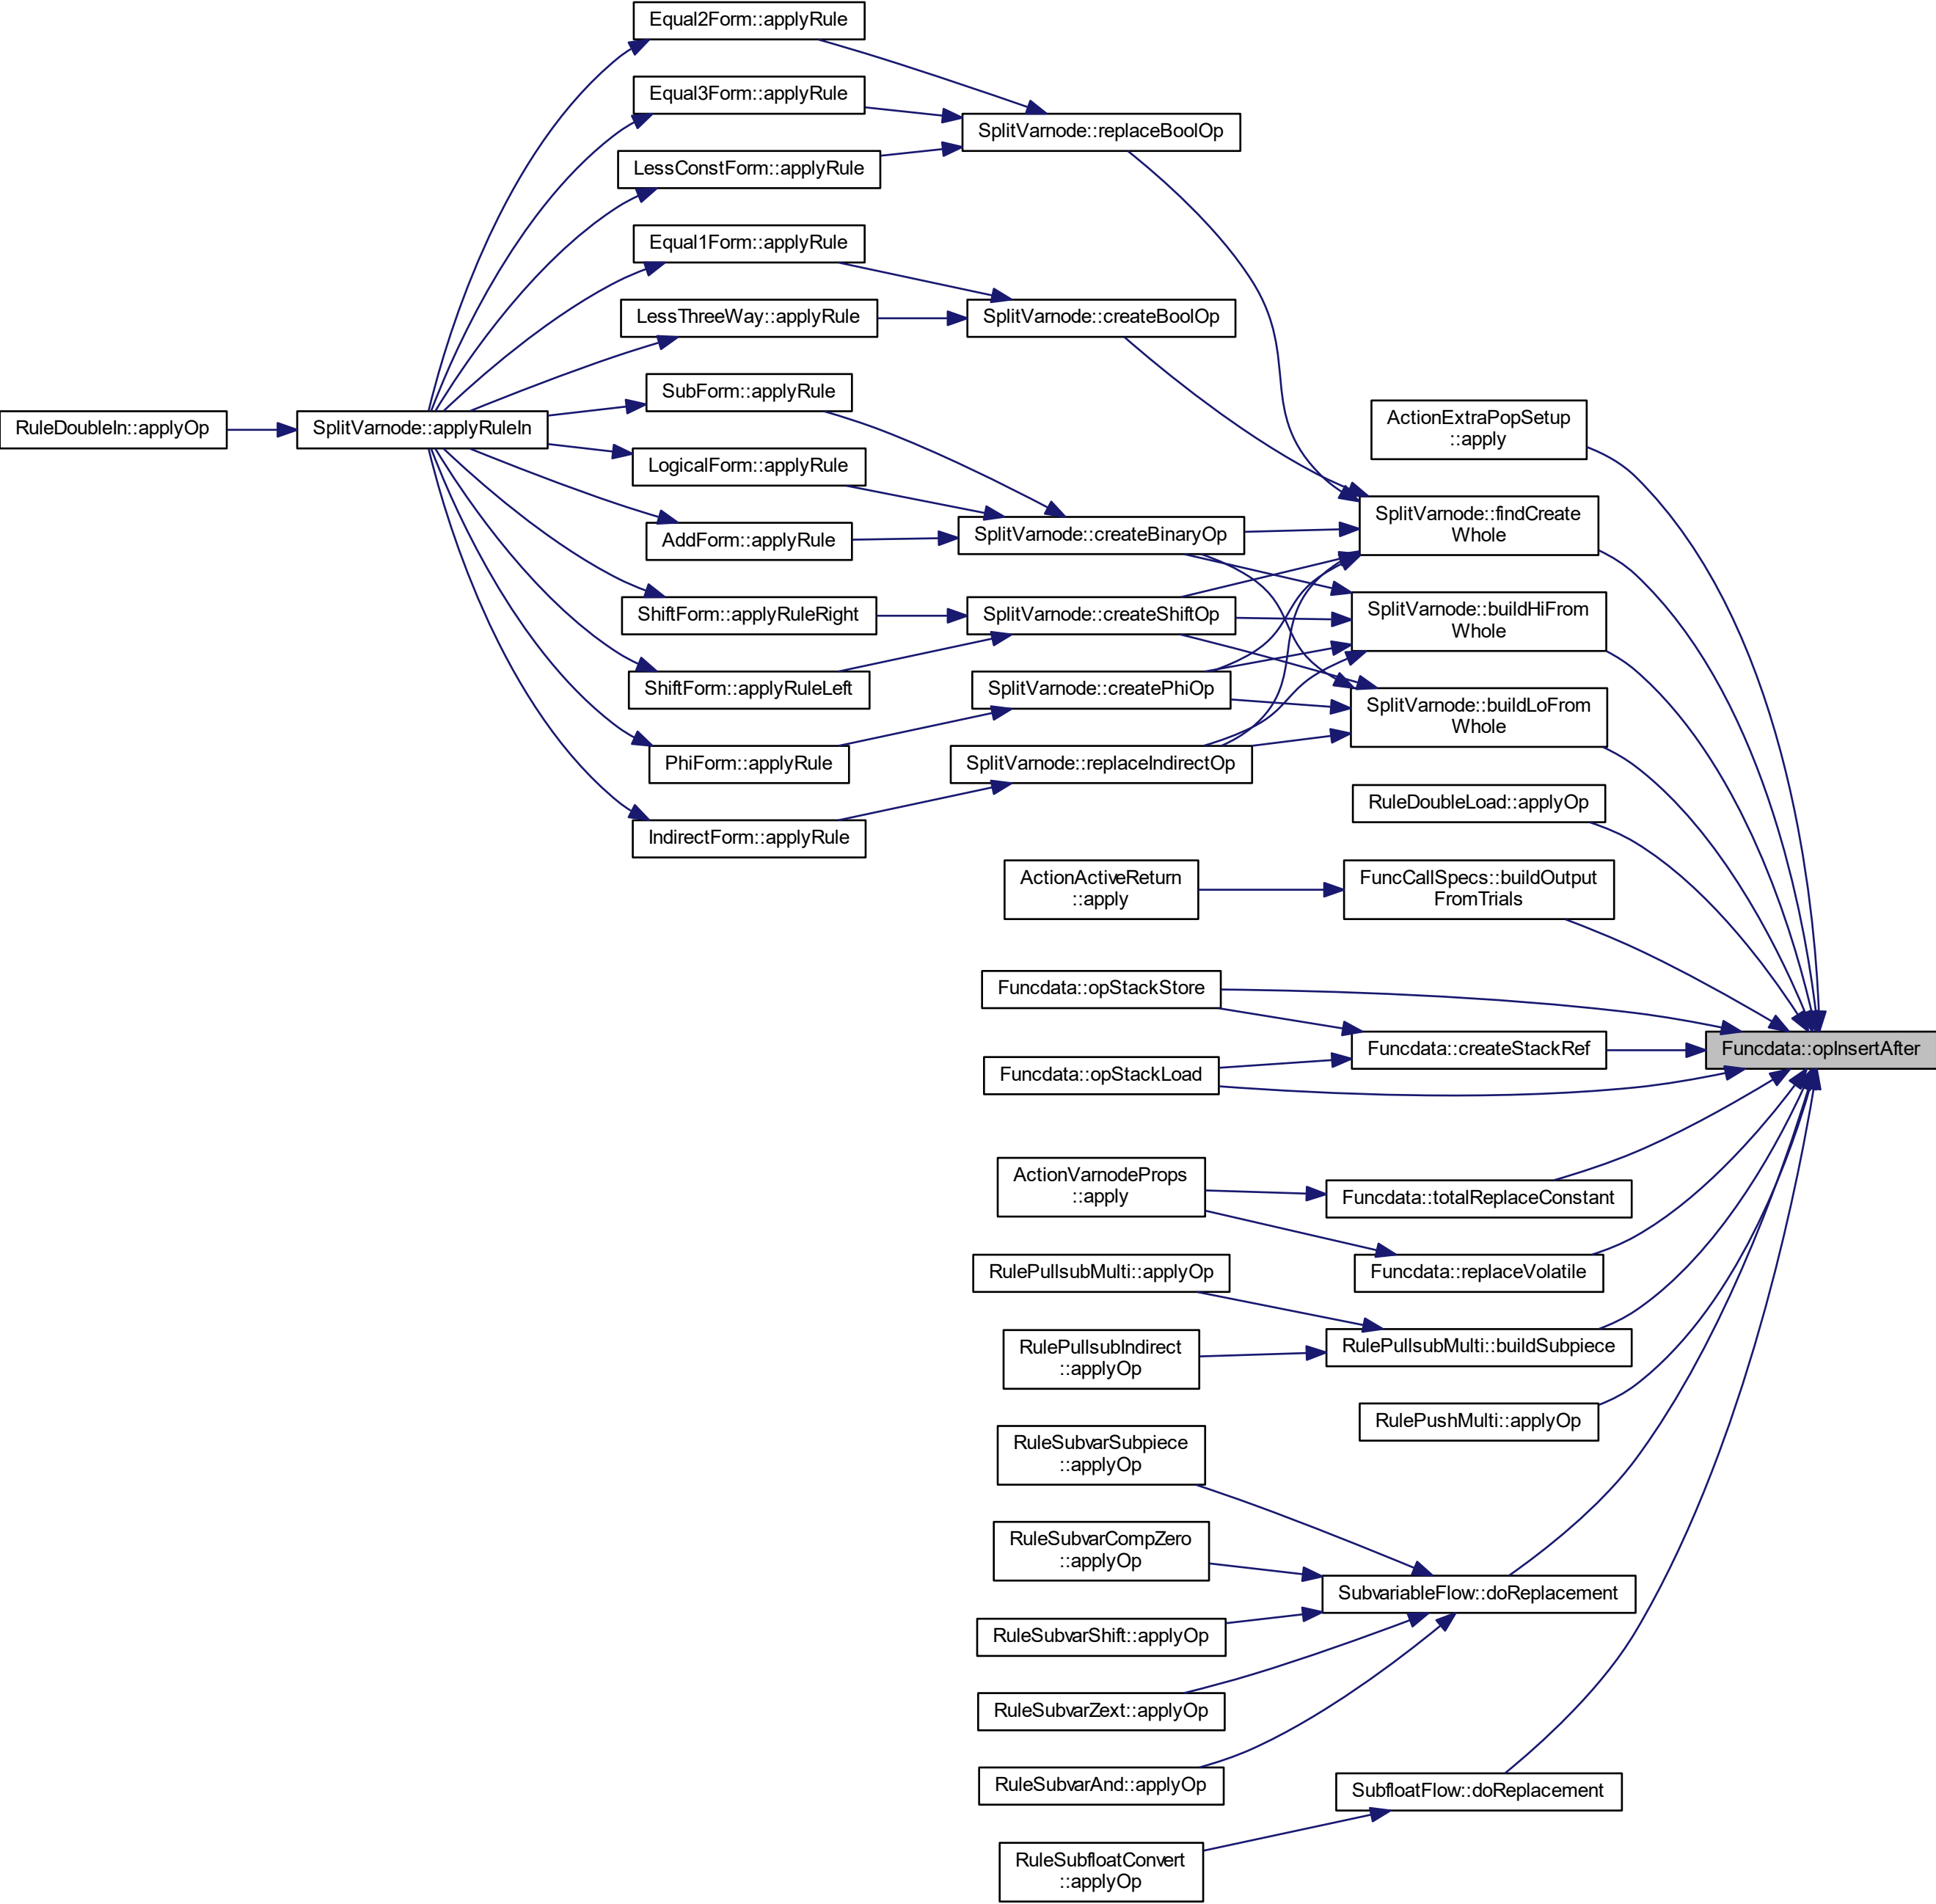 Equal2Form::applyRule
Equal3Form::applyRule
SplitVarnode::replaceBoolOp
LessConstForm::applyRule
Equal1Form::applyRule
LessThreeWay::applyRule
SplitVarnode::createBoolOp
SubForm::applyRule
RuleDoubleIn::applyOp
SplitVarnode::applyRuleIn
ActionExtraPopSetup
::apply
LogicalForm::applyRule
SplitVarnode::findCreate
Whole
AddForm::applyRule
SplitVarnode::createBinaryOp
ShiftForm::applyRuleRight
SplitVarnode::createShiftOp
SplitVarnode::buildHiFrom
Whole
ShiftForm::applyRuleLeft
SplitVarnode::createPhiOp
SplitVarnode::buildLoFrom
Whole
PhiForm::applyRule
SplitVarnode::replaceIndirectOp
RuleDoubleLoad::applyOp
IndirectForm::applyRule
ActionActiveReturn
::apply
FuncCallSpecs::buildOutput
FromTrials
Funcdata::opStackStore
Funcdata::createStackRef
Funcdata::opInsertAfter
Funcdata::opStackLoad
ActionVarnodeProps
::apply
Funcdata::totalReplaceConstant
RulePullsubMulti::applyOp
Funcdata::replaceVolatile
RulePullsubIndirect
::applyOp
RulePullsubMulti::buildSubpiece
RulePushMulti::applyOp
RuleSubvarSubpiece
::applyOp
RuleSubvarCompZero
::applyOp
SubvariableFlow::doReplacement
RuleSubvarShift::applyOp
RuleSubvarZext::applyOp
RuleSubvarAnd::applyOp
SubfloatFlow::doReplacement
RuleSubfloatConvert
::applyOp